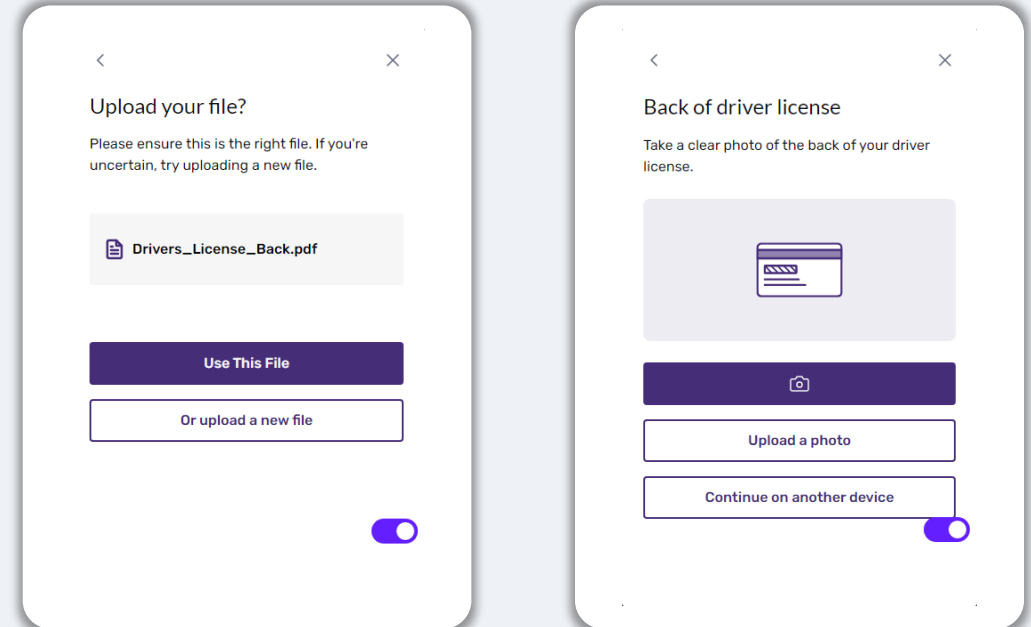 Upload your file?
Please ensure this is the right file. If you're
uncertain, try uploading a new file.
Drivers_License_Back.pdf
Use This File
Or upload a new file
Back of driver license
Take a clear photo of the back of your driver
license.
Upload a photo
Continue on another device